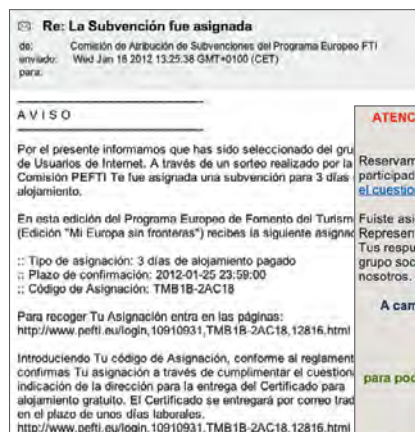 Re: La Subvención fue asignada
de: Comisión de Atribución de Subvenciones del Programa Europeo FTI
enviado: Wed Jan 18 2012 13:25:38 GMT+0100 (CET)
para:
AVISO
Por el presente informamos que has sido seleccionado del gru
de Usuarios de Internet. A través de un sorteo realizado por la
Comisión PEFTI Te fue asignada una subvención para 3 días
alojamiento.
En esta edición del Programa Europeo de Fomento del Turism
(Edición "Mi Europa sin fronteras") recibes la siguiente asignac
:: Tipo de asignación: 3 días de alojamiento pagado
:: Plazo de confirmación: 2012-01-25 23:59:00
:: Código de Asignación: TMB1B-2AC18
Para recoger Tu Asignación entra en las páginas:
http://www.pefti.eu/login,10910931,TMB1B-2AC18,12816.html
Introduciendo Tu código de Asignación, conforme al reglament
confirmas Tu asignación a través de cumplimentar el cuestion
indicación de la dirección para la entrega del Certificado para
alojamiento gratuito. El Certificado se entregará por correo trad
en el plazo de unos días laborales.
http://www.pefti.eu/login,10910931,TMB1B-2AC18,12816.html
ATENC
Reservam
participad
el cuestion
Fuiste asi
Represen
Tus respu
grupo soc
nosotros.
A cam
para poc